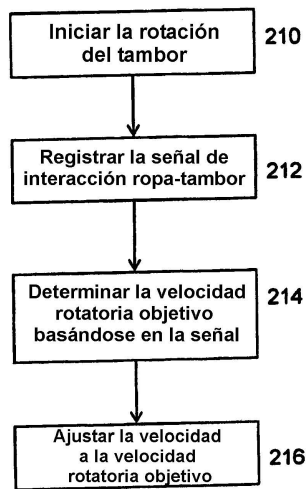 Iniciar la rotación
del tambor
210
Registrar la señal de
interacción ropa-tambor
212
Determinar la velocidad
rotatoria objetivo
basándose en la señal
214
Ajustar la velocidad
a la velocidad
rotatoria objetivo
216